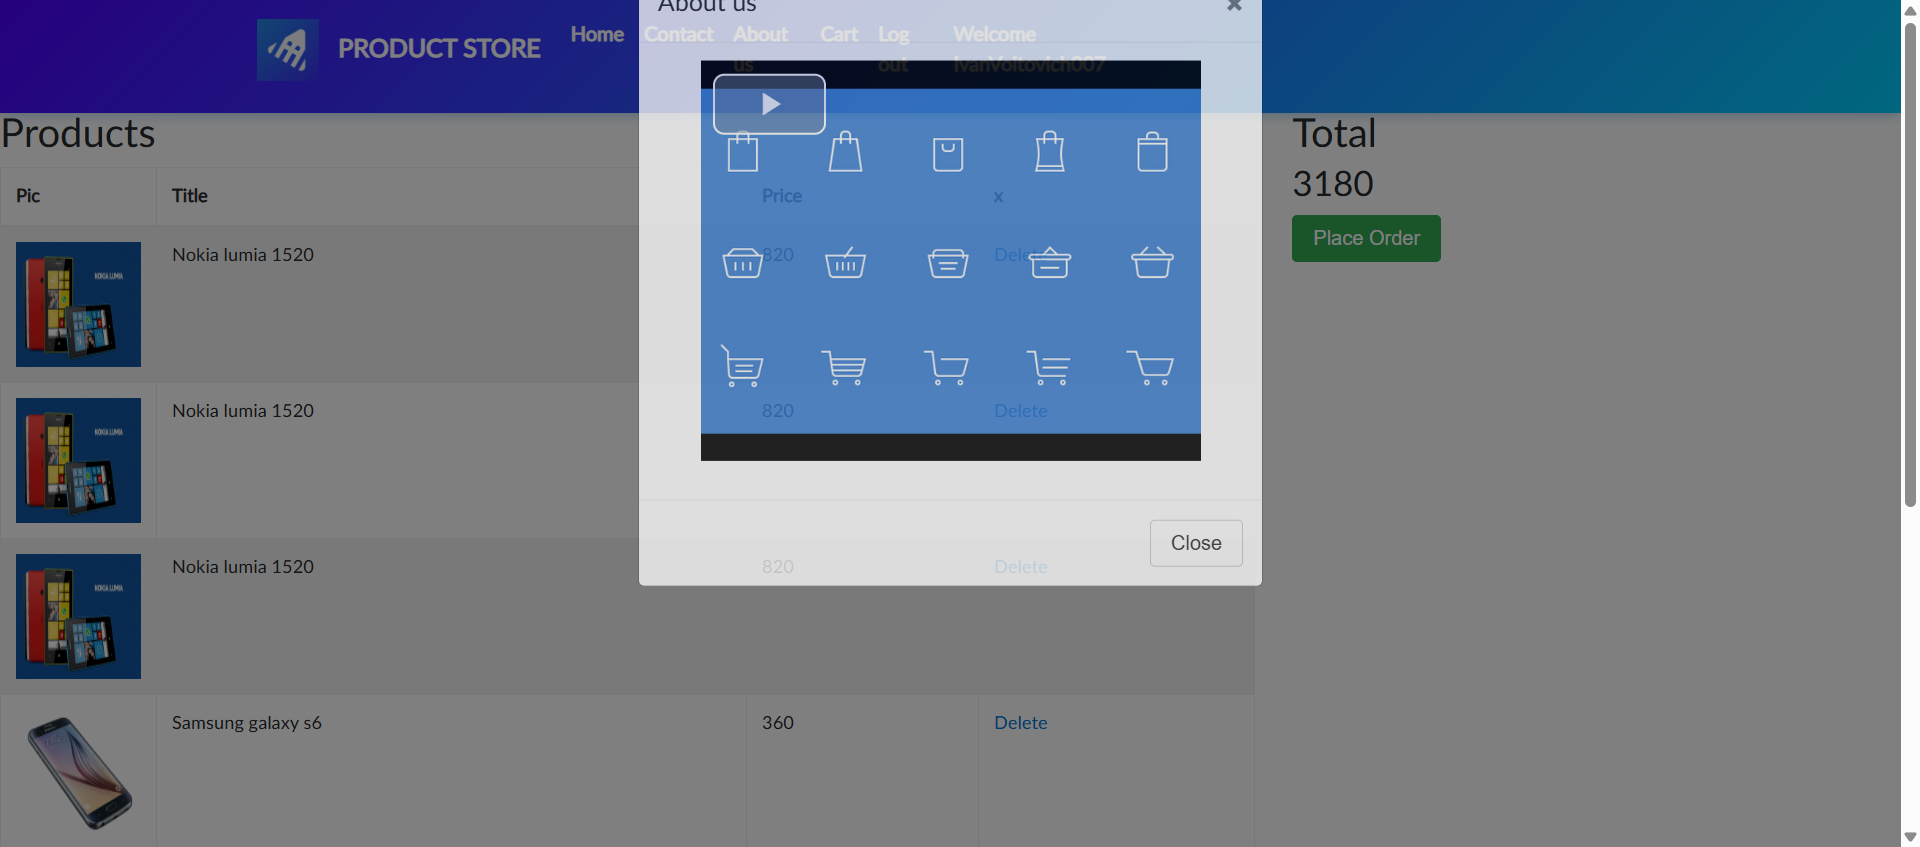 About us
PRODUCT STORE
Home
Contact
About us
Cart
Log out
Welcome IvanVoitovich007
Products
Total
3180
Place Order
Pic Title Price x
Nokia lumia 1520 820 Delete
Nokia lumia 1520 820 Delete
Nokia lumia 1520 820 Delete
Close
Samsung galaxy s6 360 Delete